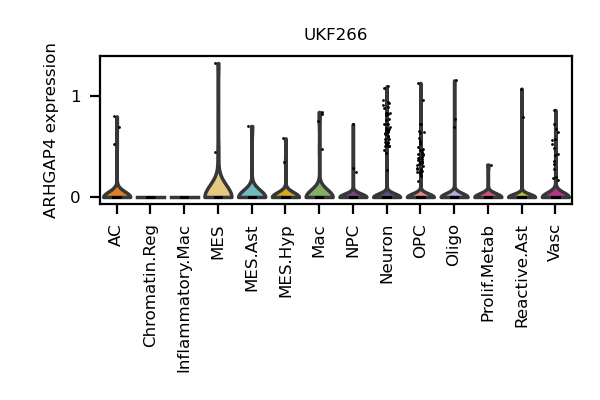 UKF266
ARHGAP4 expression
1
0
AC
Chromatin.Reg
Inflammatory.Mac
MES
MES.Ast
MES.Hyp
Mac
NPC
Neuron
OPC
Oligo
Prolif.Metab
Reactive.Ast
Vasc